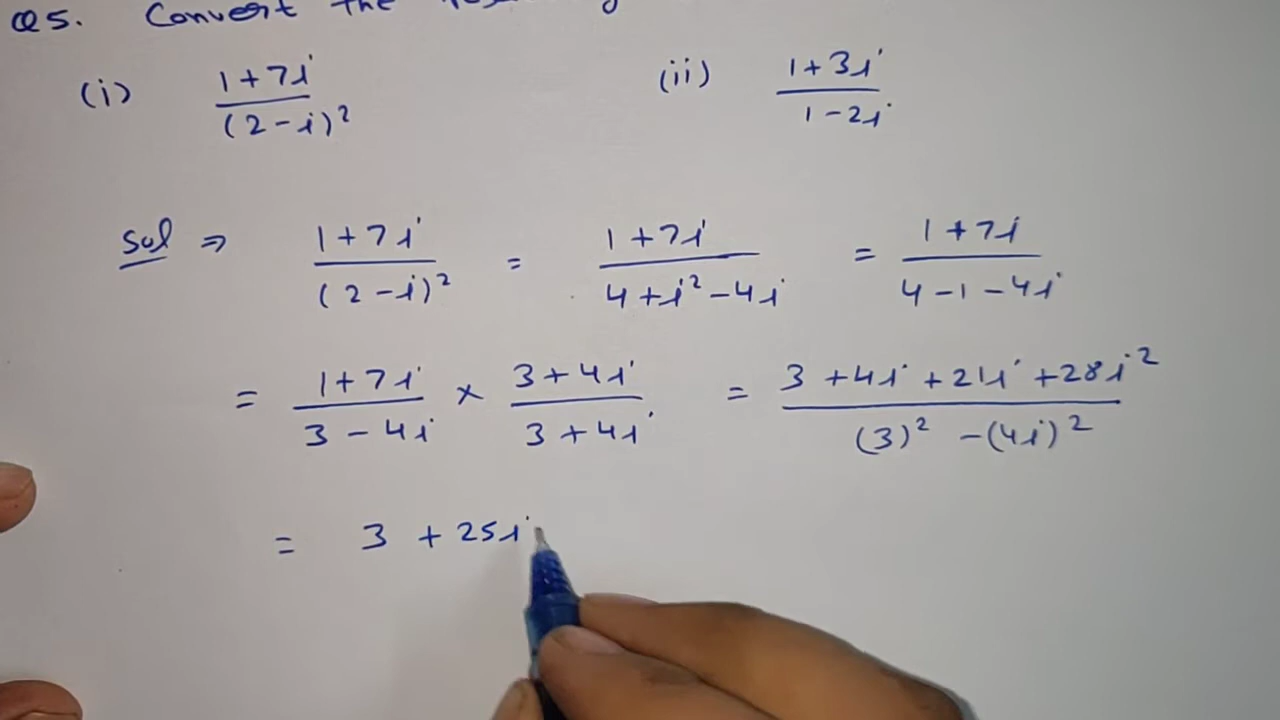 Q5. Convert the
(i) 1+7i / (2-i)² (ii) 1+3i / 1-2i
Sol ⇒ 1+7i / (2-i)² = 1+7i / 4+i²-4i = 1+7i / 4-1-4i
= 1+7i / 3-4i × 3+4i / 3+4i = 3+4i+21i+28i² / (3)²-(4i)²
= 3 +25i